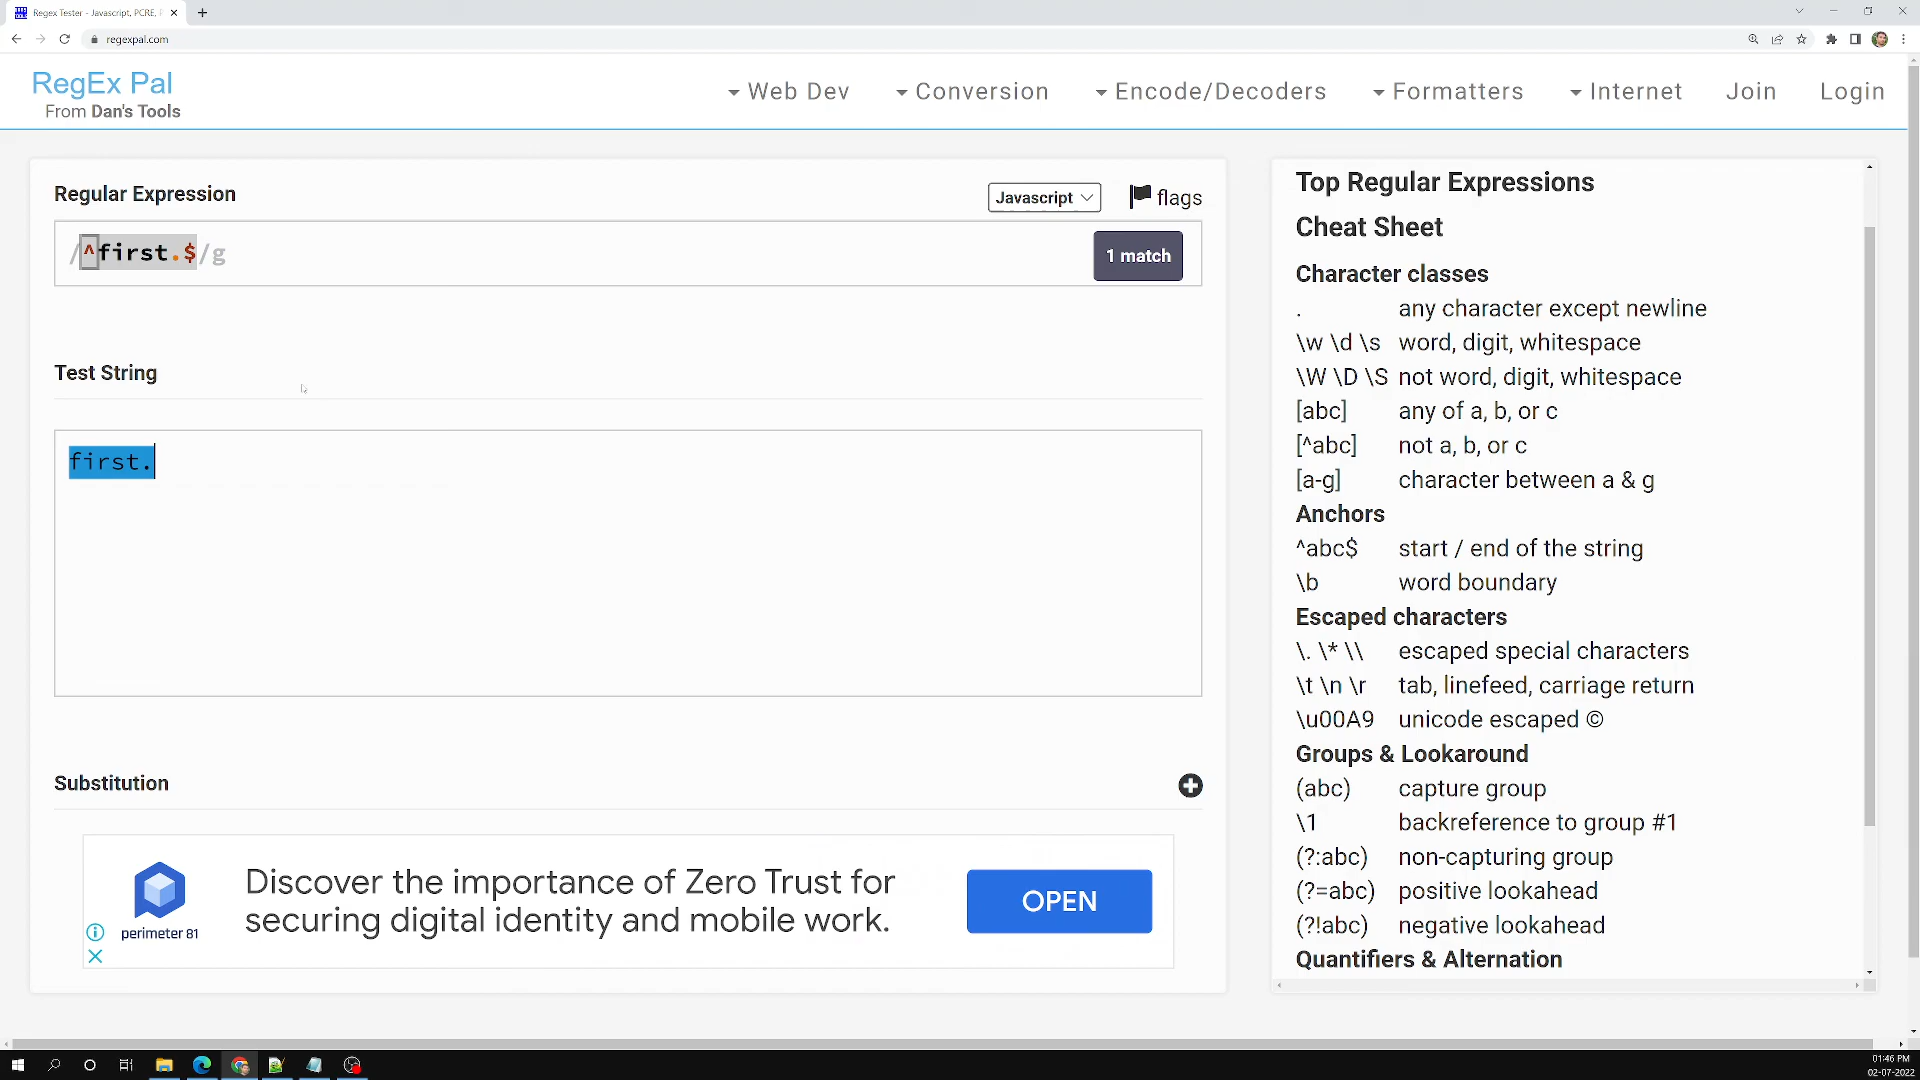 Regex Tester - Javascript, PCRE,
regexpal.com
RegEx Pal
From Dan's Tools
Web Dev
Conversion
Encode/Decoders
Formatters
Internet
Join
Login
Regular Expression
Javascript
flags
/^first.$/g
1 match
Test String
first.
Substitution
Discover the importance of Zero Trust for
securing digital identity and mobile work.
perimeter 81
OPEN
Top Regular Expressions
Cheat Sheet
Character classes
. any character except newline
\w \d \s word, digit, whitespace
\W \D \S not word, digit, whitespace
[abc] any of a, b, or c
[^abc] not a, b, or c
[a-g] character between a & g
Anchors
^abc$ start / end of the string
\b word boundary
Escaped characters
\. \* \\ escaped special characters
\t \n \r tab, linefeed, carriage return
\u00A9 unicode escaped ©
Groups & Lookaround
(abc) capture group
\1 backreference to group #1
(?:abc) non-capturing group
(?=abc) positive lookahead
(?!abc) negative lookahead
Quantifiers & Alternation
01:46 PM
02-07-2022